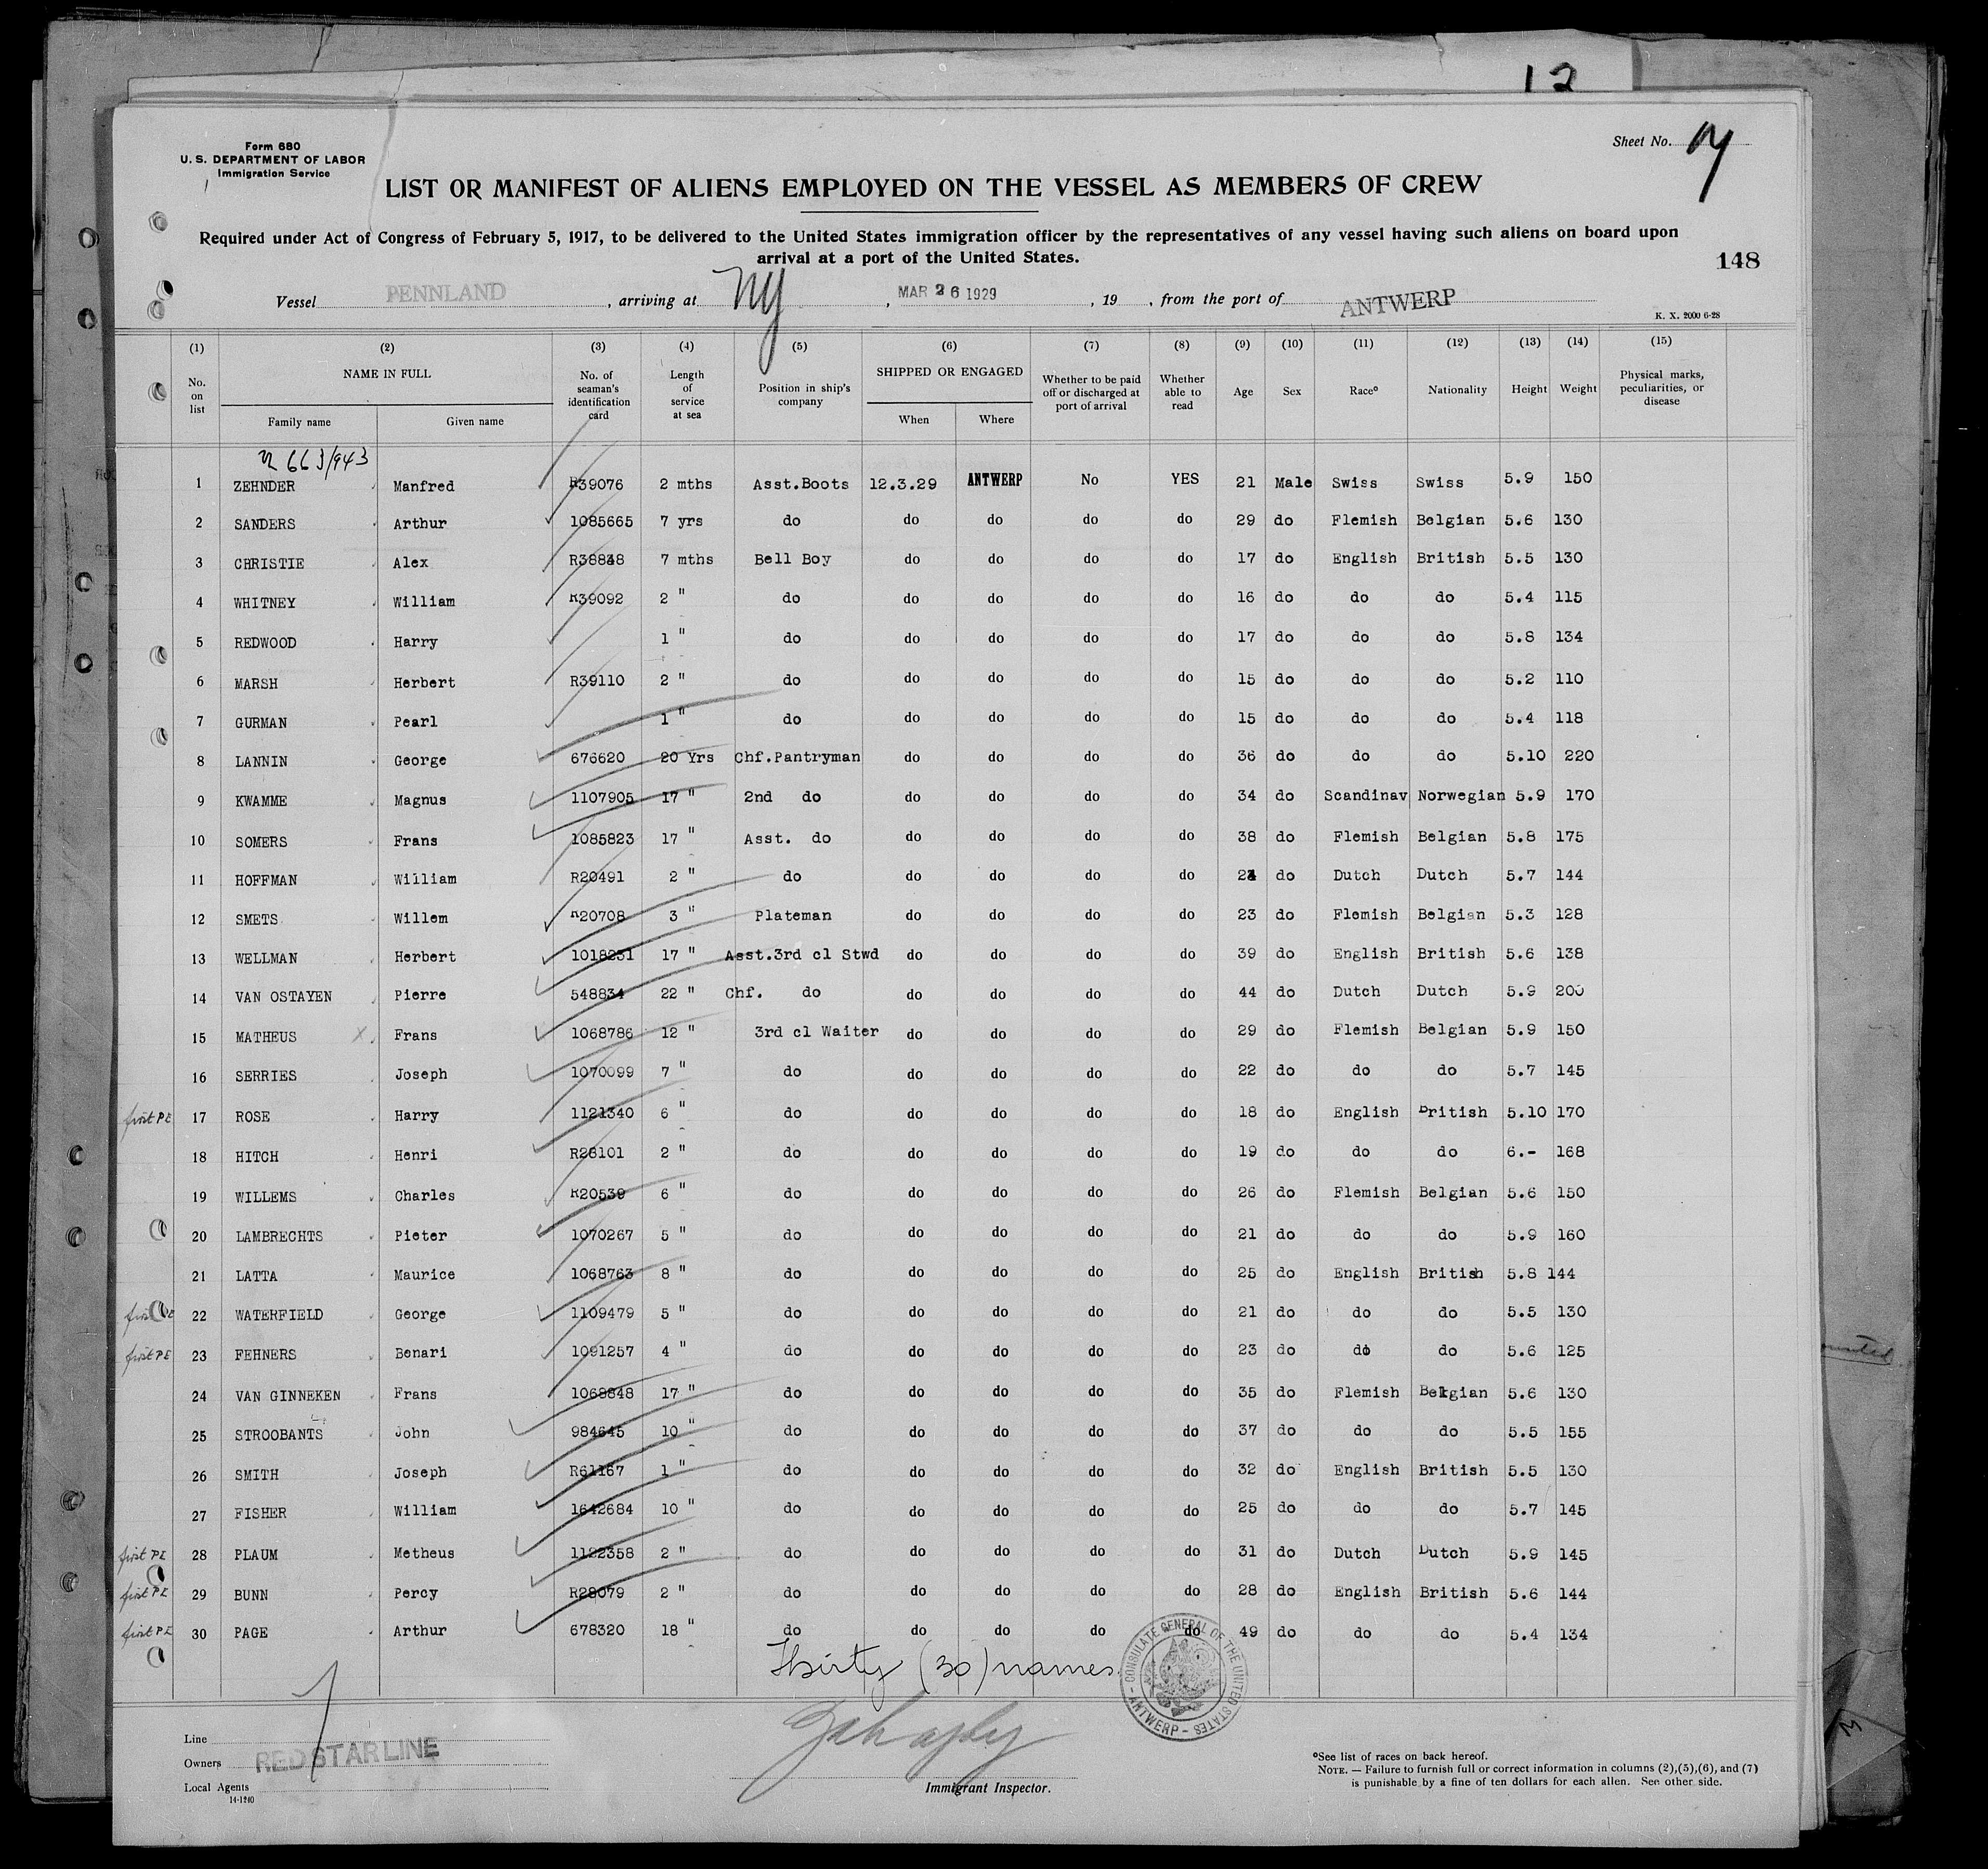 12
Form 680
U. S. DEPARTMENT OF LABOR
Immigration Service
Sheet No.
LIST OR MANIFEST OF ALIENS EMPLOYED ON THE VESSEL AS MEMBERS OF CREW
Required under Act of Congress of February 5, 1917, to be delivered to the United States immigration officer by the representatives of any vessel having such aliens on board upon
arrival at a port of the United States.
148
Vessel PENNLAND, arriving at NY, MAR 26 1929, 19 , from the port of ANTWERP
K. X. 2000 6-28
(1) (2) (3) (4) (5) (6) (7) (8) (9) (10) (11) (12) (13) (14) (15)
No. on list NAME IN FULL Family name Given name No. of seaman's identification card Length of service at sea Position in ship's company SHIPPED OR ENGAGED When Where Whether to be paid off or discharged at port of arrival Whether able to read Age Sex Race° Nationality Height Weight Physical marks, peculiarities, or disease
663/943
1 ZEHNDER Manfred R39076 2 mths Asst.Boots 12.3.29 ANTWERP No YES 21 Male Swiss Swiss 5.9 150
2 SANDERS Arthur 1085665 7 yrs do do do do do 29 do Flemish Belgian 5.6 130
3 CHRISTIE Alex R38848 7 mths Bell Boy do do do do 17 do English British 5.5 130
4 WHITNEY William R39092 2 " do do do do do 16 do do do 5.4 115
5 REDWOOD Harry 1 " do do do do do 17 do do do 5.8 134
6 MARSH Herbert R39110 2 " do do do do do 15 do do do 5.2 110
7 GURMAN Pearl 1 " do do do do do 15 do do do 5.4 118
8 LANNIN George 676620 20 Yrs Chf.Pantryman do do do do 36 do do do 5.10 220
9 KWAMME Magnus 1107905 17 " 2nd do do do do do 34 do Scandinav Norwegian 5.9 170
10 SOMERS Frans 1085823 17 " Asst. do do do do do 38 do Flemish Belgian 5.8 175
11 HOFFMAN William R20491 2 " do do do do do 24 do Dutch Dutch 5.7 144
12 SMETS Willem R20708 3 " Plateman do do do do 23 do Flemish Belgian 5.3 128
13 WELLMAN Herbert 1018231 17 " Asst.3rd cl Stwd do do do do 39 do English British 5.6 138
14 VAN OSTAYEN Pierre 548834 22 " Chf. do do do do do 44 do Dutch Dutch 5.9 200
15 MATHEUS X Frans 1068786 12 " 3rd cl Waiter do do do do 29 do Flemish Belgian 5.9 150
16 SERRIES Joseph 1070099 7 " do do do do do 22 do do do 5.7 145
first PE 17 ROSE Harry 1121340 6 " do do do do do 18 do English British 5.10 170
18 HITCH Henri R28101 2 " do do do do do 19 do do do 6.- 168
19 WILLEMS Charles R20539 6 " do do do do do 26 do Flemish Belgian 5.6 150
20 LAMBRECHTS Pieter 1070267 5 " do do do do do 21 do do do 5.9 160
21 LATTA Maurice 1068763 8 " do do do do do 25 do English British 5.8 144
first PE 22 WATERFIELD George 1109479 5 " do do do do do 21 do do do 5.5 130
first PE 23 FEHNERS Benari 1091257 4 " do do do do do 23 do do do 5.6 125
24 VAN GINNEKEN Frans 1068848 17 " do do do do do 35 do Flemish Belgian 5.6 130
25 STROOBANTS John 984645 10 " do do do do do 37 do do do 5.5 155
26 SMITH Joseph R61167 1 " do do do do do 32 do English British 5.5 130
27 FISHER William 1642684 10 " do do do do do 25 do do do 5.7 145
first PE 28 PLAUM Metheus 1122358 2 " do do do do do 31 do Dutch Dutch 5.9 145
first PE 29 BUNN Percy R28079 2 " do do do do do 28 do English British 5.6 144
first PE 30 PAGE Arthur 678320 18 " do do do do do 49 do do do 5.4 134
Thirty (30) names
CONSULATE GENERAL OF THE UNITED STATES - ANTWERP -
Line
Owners RED STAR LINE
Local Agents
14-1240
Immigrant Inspector.
°See list of races on back hereof.
NOTE. — Failure to furnish full or correct information in columns (2),(5),(6), and (7)
is punishable by a fine of ten dollars for each alien. See other side.